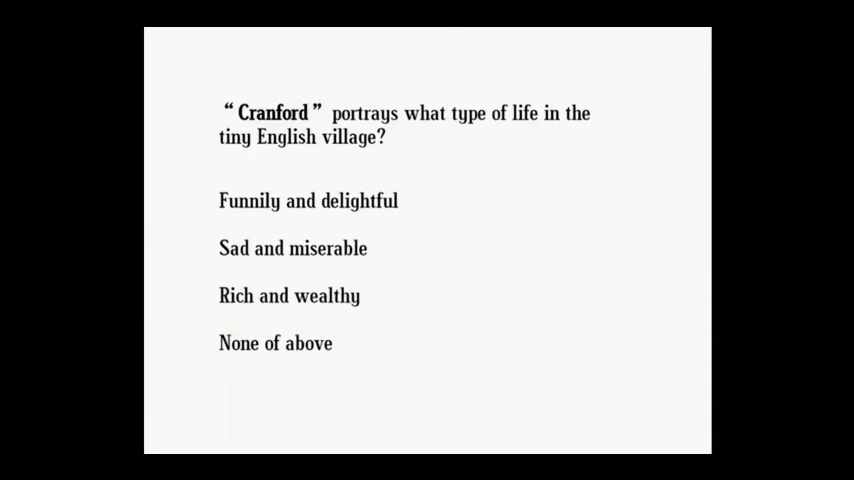 “ Cranford ” portrays what type of life in the
tiny English village?
Funnily and delightful
Sad and miserable
Rich and wealthy
None of above